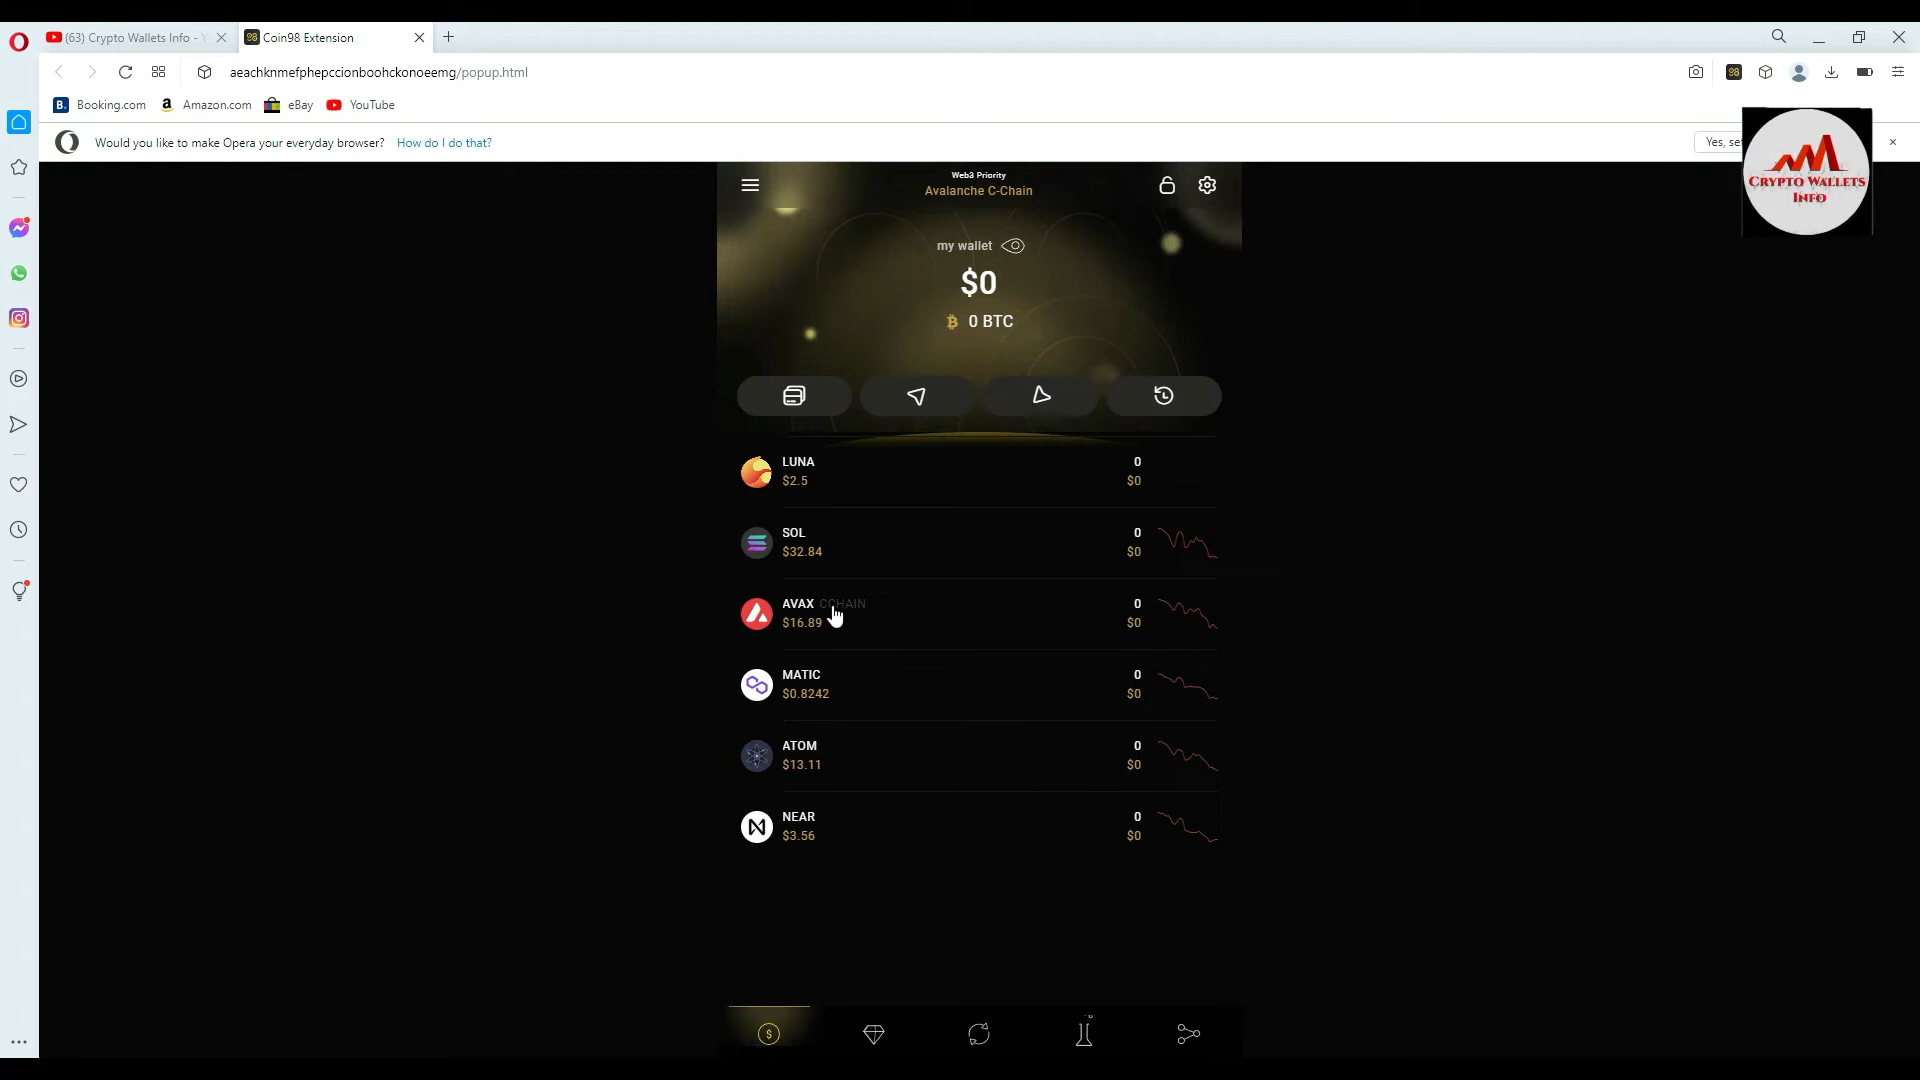 (63) Crypto Wallets Info - Y
Coin98 Extension
aeachknmefphepccionboohckonoeemg/popup.html
B. Booking.com
Amazon.com
eBay
YouTube
Would you like to make Opera your everyday browser? How do I do that?
Yes, se
CRYPTO WALLETS
INFO
Web3 Priority
Avalanche C-Chain
my wallet
$0
0 BTC
LUNA 0
$2.5 $0
SOL 0
$32.84 $0
AVAX CCHAIN 0
$16.89 $0
MATIC 0
$0.8242 $0
ATOM 0
$13.11 $0
NEAR 0
$3.56 $0